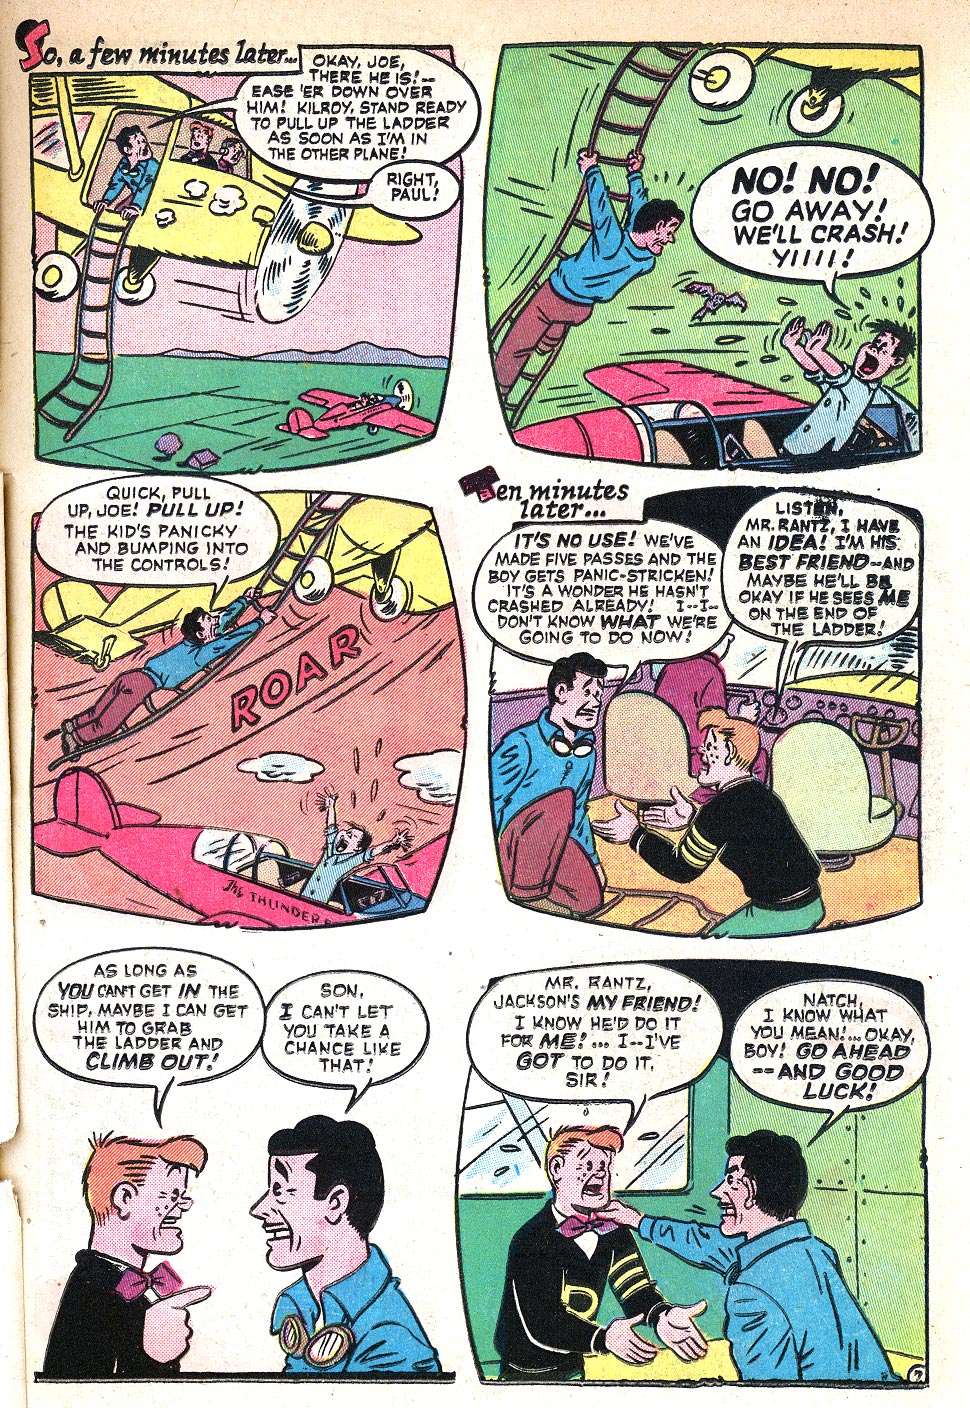 So, a few minutes later...
OKAY, JOE,
THERE HE IS!--
EASE 'ER DOWN OVER
HIM! KILROY, STAND READY
TO PULL UP THE LADDER
AS SOON AS I'M IN
THE OTHER PLANE!
RIGHT,
PAUL!
NO! NO!
GO AWAY!
WE'LL CRASH!
YIIIII!
QUICK, PULL
UP, JOE! PULL UP!
THE KID'S PANICKY
AND BUMPING INTO
THE CONTROLS!
ROAR
The THUNDER
Ten minutes
later...
IT'S NO USE! WE'VE
MADE FIVE PASSES AND THE
BOY GETS PANIC-STRICKEN!
IT'S A WONDER HE HASN'T
CRASHED ALREADY! I--I--
DON'T KNOW WHAT WE'RE
GOING TO DO NOW!
LISTEN,
MR. RANTZ, I HAVE
AN IDEA! I'M HIS
BEST FRIEND--AND
MAYBE HE'LL BE
OKAY IF HE SEES ME
ON THE END OF
THE LADDER!
AS LONG AS
YOU CAN'T GET IN THE
SHIP, MAYBE I CAN GET
HIM TO GRAB
THE LADDER AND
CLIMB OUT!
SON,
I CAN'T LET
YOU TAKE A
CHANCE LIKE
THAT!
MR. RANTZ,
JACKSON'S MY FRIEND!
I KNOW HE'D DO IT
FOR ME!... I--I'VE
GOT TO DO IT,
SIR!
NATCH,
I KNOW WHAT
YOU MEAN!... OKAY,
BOY! GO AHEAD
--AND GOOD
LUCK!
7